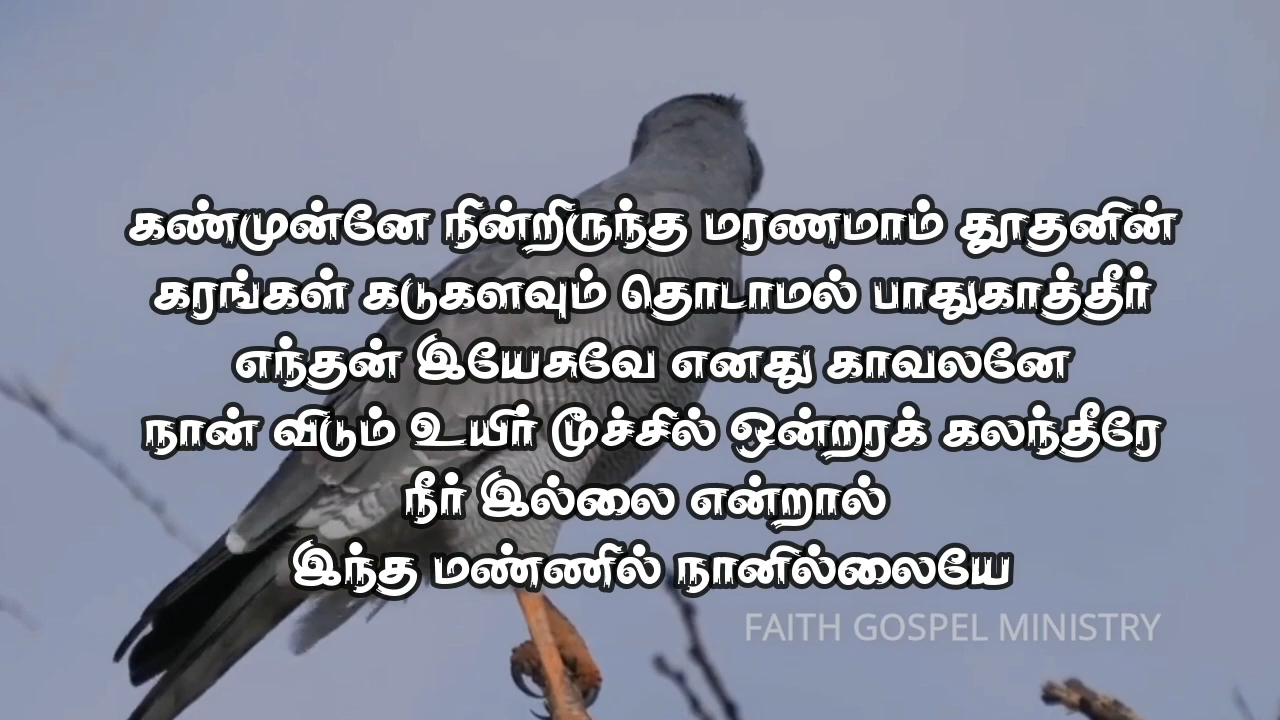 கண்முன்னே நின்றிருந்த மரணமாம் தூதனின்
கரங்கள் கடுகளவும் தொடாமல் பாதுகாத்தீர்
எந்தன் இயேசுவே எனது காவலனே
நான் விடும் உயிர் மூச்சில் ஒன்றரக் கலந்தீரே
நீர் இல்லை என்றால்
இந்த மண்ணில் நானில்லையே
FAITH GOSPEL MINISTRY